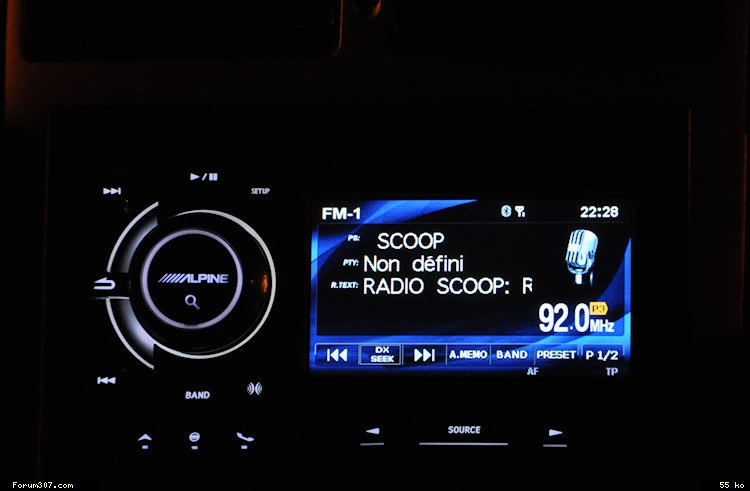 SETUP
ALPINE
BAND
FM-1 22:28
PS: SCOOP
PTY: Non défini
R.TEXT: RADIO SCOOP: R
P3
92.0 MHz
DX SEEK A.MEMO BAND PRESET P 1/2
AF TP
SOURCE
Forum307.com 55 ko